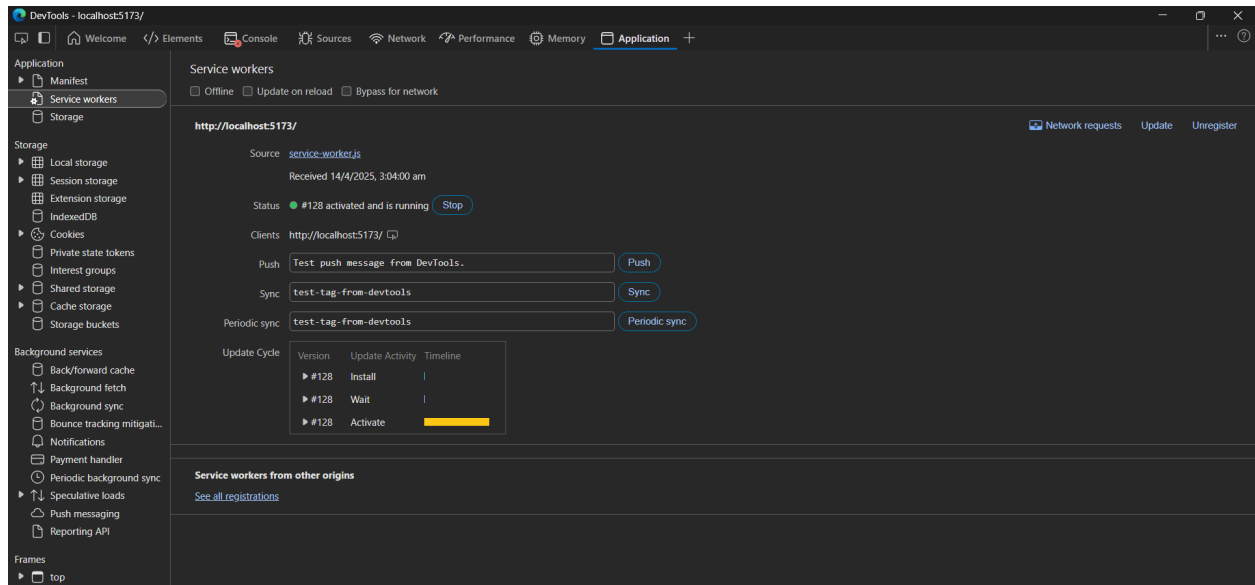 DevTools - localhost:5173/
Welcome </> Elements Console Sources Network Performance Memory Application
Application
Manifest
Service workers
Storage
Storage
Local storage
Session storage
Extension storage
IndexedDB
Cookies
Private state tokens
Interest groups
Shared storage
Cache storage
Storage buckets
Background services
Back/forward cache
Background fetch
Background sync
Bounce tracking mitigati...
Notifications
Payment handler
Periodic background sync
Speculative loads
Push messaging
Reporting API
Frames
top
Service workers
Offline Update on reload Bypass for network
http://localhost:5173/ Network requests Update Unregister
Source service-worker.js
Received 14/4/2025, 3:04:00 am
Status #128 activated and is running Stop
Clients http://localhost:5173/
Push Test push message from DevTools. Push
Sync test-tag-from-devtools Sync
Periodic sync test-tag-from-devtools Periodic sync
Update Cycle Version Update Activity Timeline
#128 Install
#128 Wait
#128 Activate
Service workers from other origins
See all registrations